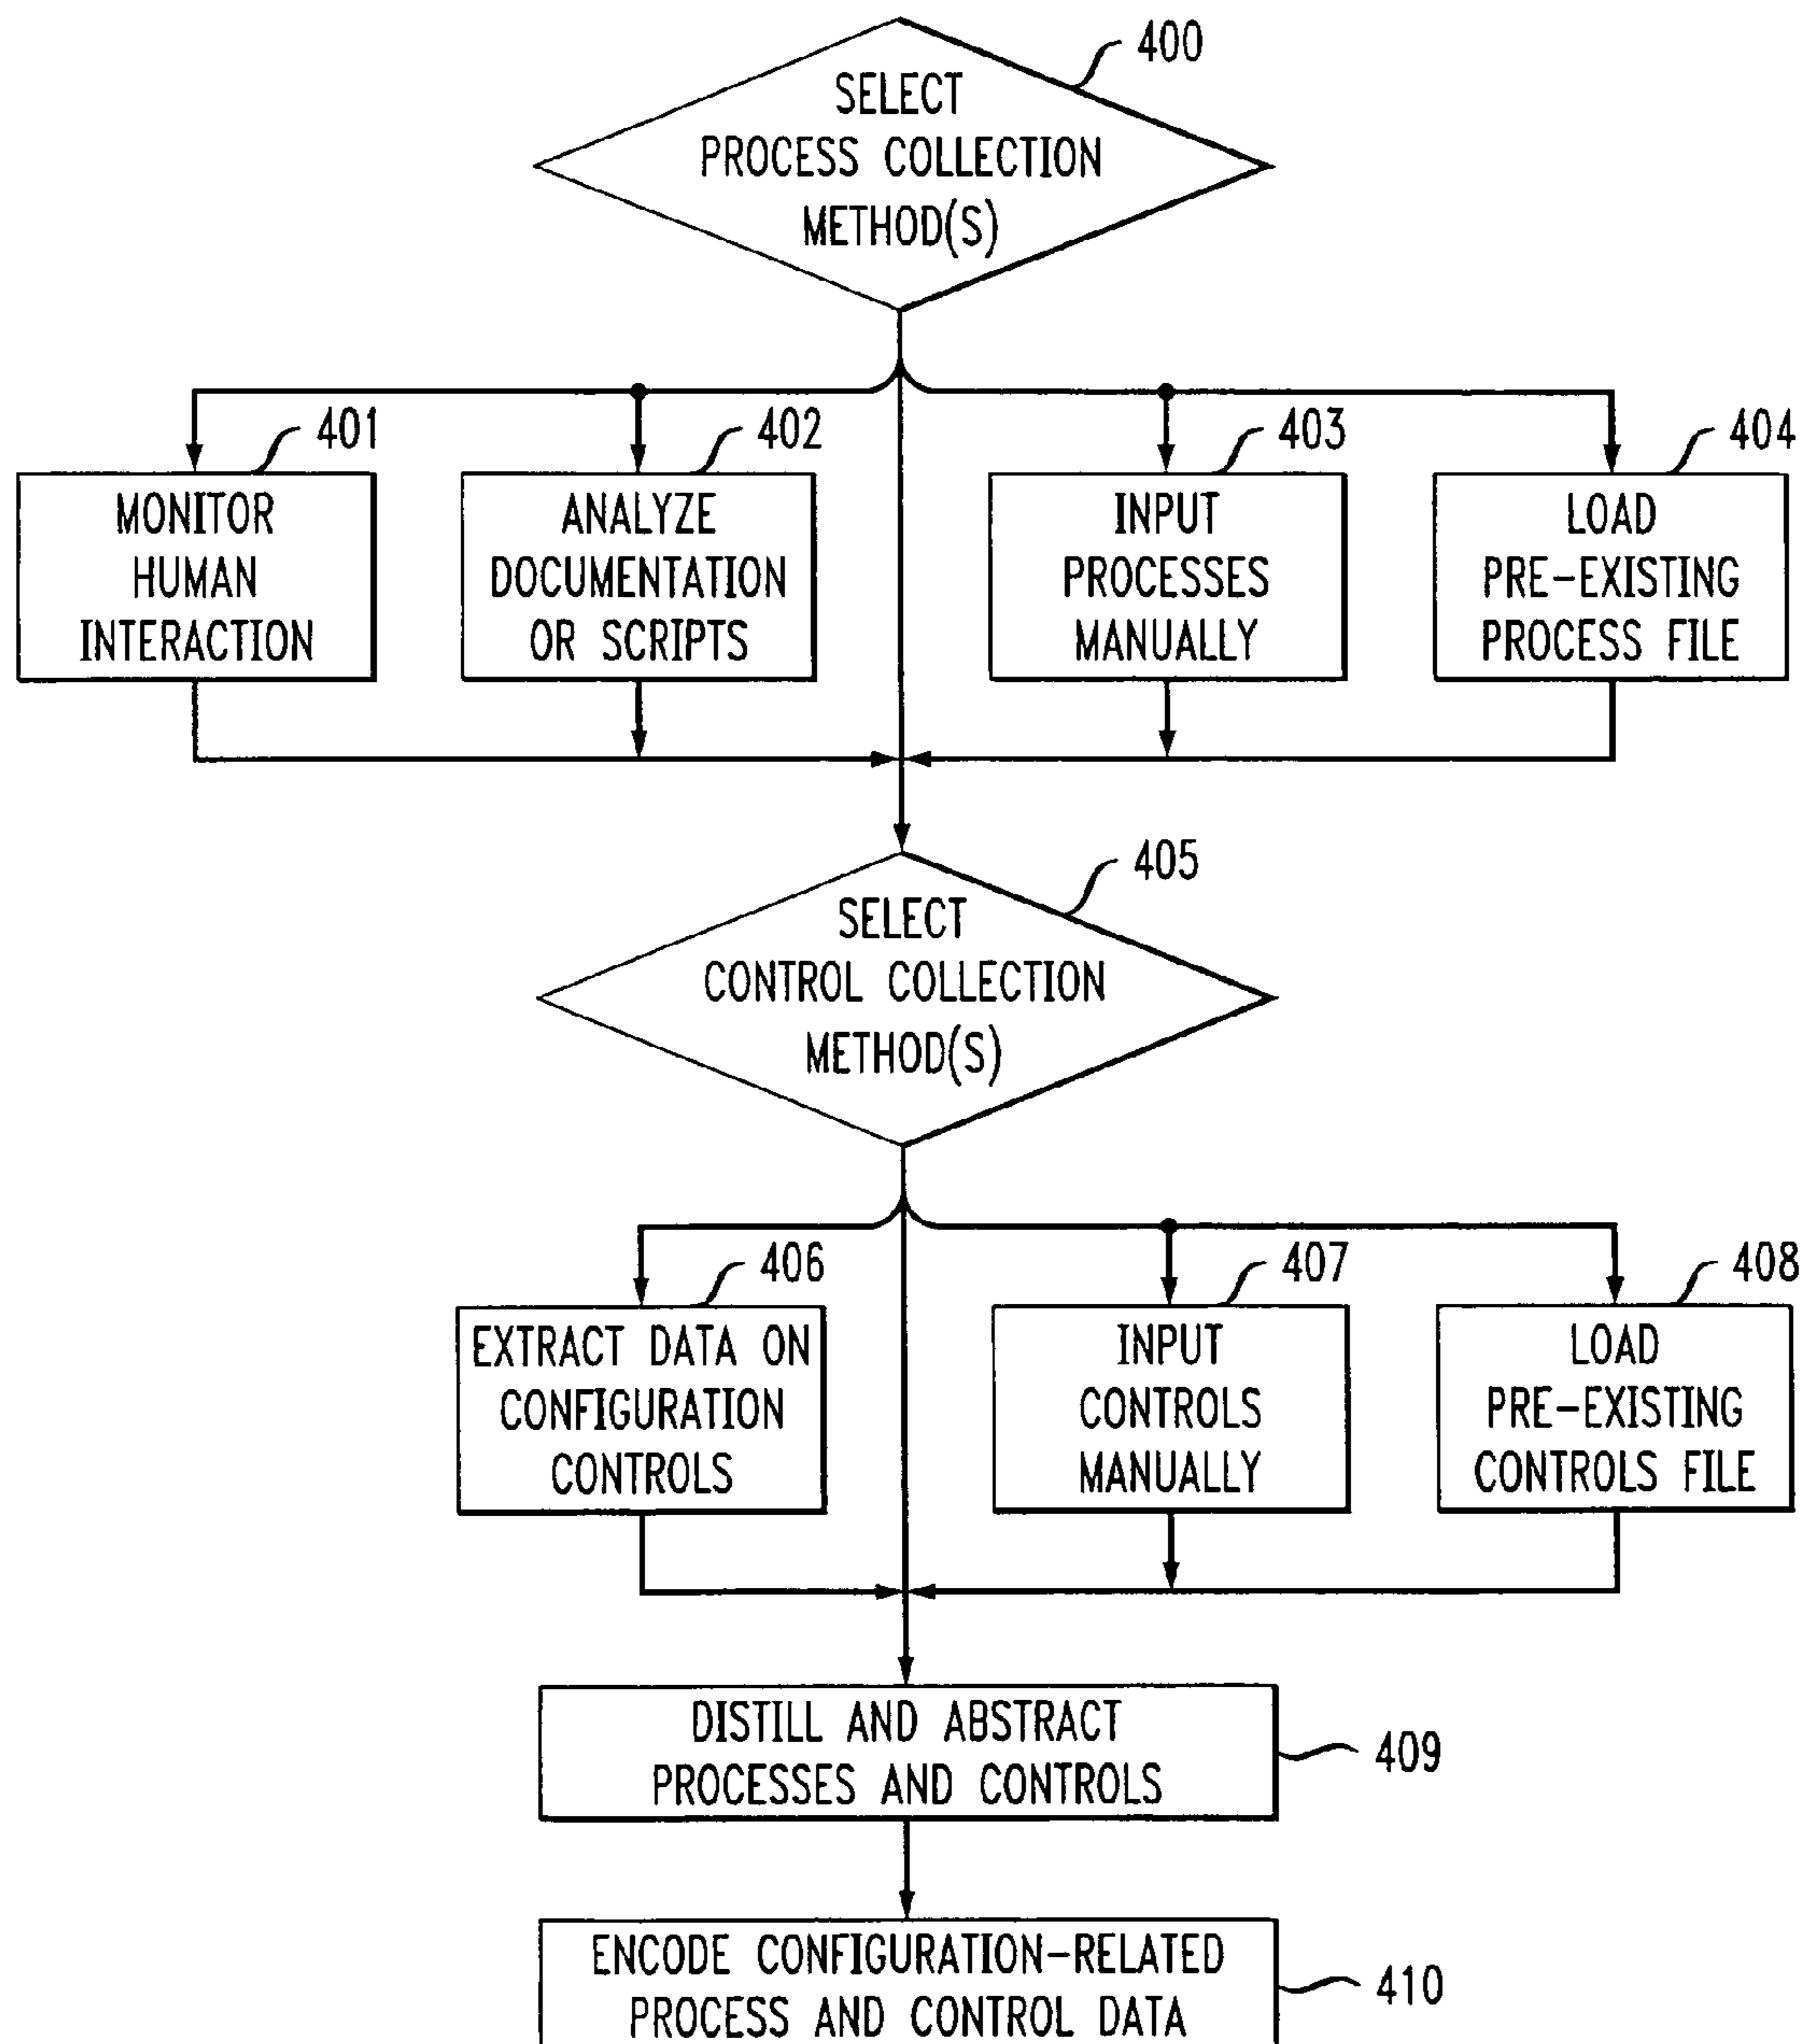 400
SELECT
PROCESS COLLECTION
METHOD(S)
401
MONITOR
HUMAN
INTERACTION
402
ANALYZE
DOCUMENTATION
OR SCRIPTS
403
INPUT
PROCESSES
MANUALLY
404
LOAD
PRE-EXISTING
PROCESS FILE
405
SELECT
CONTROL COLLECTION
METHOD(S)
406
EXTRACT DATA ON
CONFIGURATION
CONTROLS
407
INPUT
CONTROLS
MANUALLY
408
LOAD
PRE-EXISTING
CONTROLS FILE
DISTILL AND ABSTRACT
PROCESSES AND CONTROLS
409
ENCODE CONFIGURATION-RELATED
PROCESS AND CONTROL DATA
410